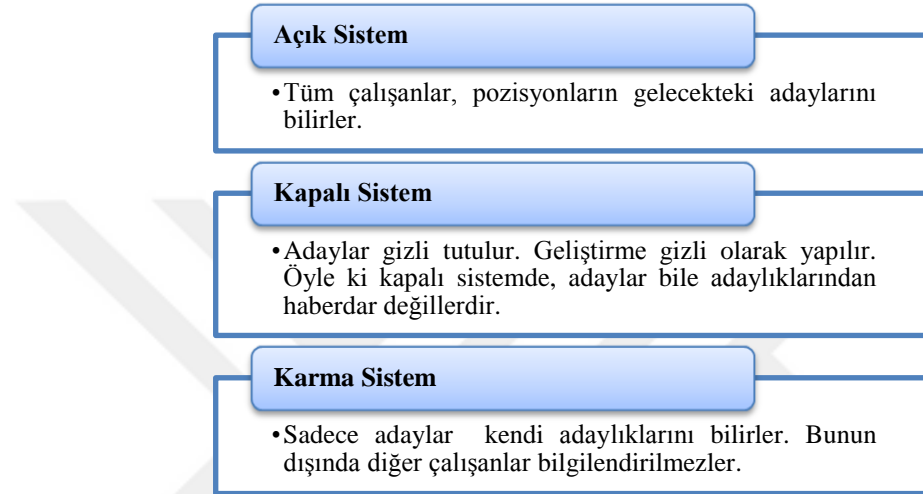 Açık Sistem
•Tüm çalışanlar, pozisyonların gelecekteki adaylarını
bilirler.
Kapalı Sistem
•Adaylar gizli tutulur. Geliştirme gizli olarak yapılır.
Öyle ki kapalı sistemde, adaylar bile adaylıklarından
haberdar değillerdir.
Karma Sistem
•Sadece adaylar kendi adaylıklarını bilirler. Bunun
dışında diğer çalışanlar bilgilendirilmezler.